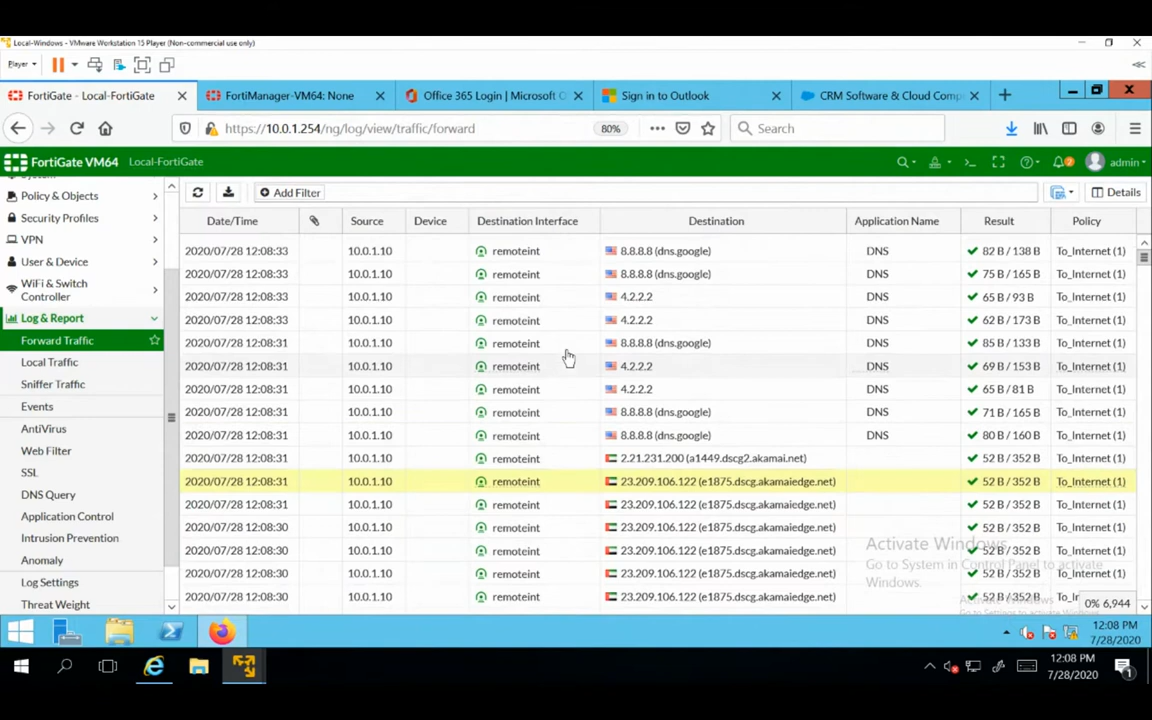 Local-Windows - VMware Workstation 15 Player (Non-commercial use only)
Player
FortiGate - Local-FortiGate
FortiManager-VM64: None
Office 365 Login | Microsoft O
Sign in to Outlook
CRM Software & Cloud Comp
https://10.0.1.254/ng/log/view/traffic/forward
80%
Search
FortiGate VM64 Local-FortiGate
2
admin
System
Policy & Objects
Security Profiles
VPN
User & Device
WiFi & Switch
Controller
Log & Report
Forward Traffic
Local Traffic
Sniffer Traffic
Events
AntiVirus
Web Filter
SSL
DNS Query
Application Control
Intrusion Prevention
Anomaly
Log Settings
Threat Weight
Add Filter
Details
Date/Time Source Device Destination Interface Destination Application Name Result Policy
2020/07/28 12:08:33 10.0.1.10 remoteint 8.8.8.8 (dns.google) DNS 82 B / 138 B To_Internet (1)
2020/07/28 12:08:33 10.0.1.10 remoteint 8.8.8.8 (dns.google) DNS 75 B / 165 B To_Internet (1)
2020/07/28 12:08:33 10.0.1.10 remoteint 4.2.2.2 DNS 65 B / 93 B To_Internet (1)
2020/07/28 12:08:33 10.0.1.10 remoteint 4.2.2.2 DNS 62 B / 173 B To_Internet (1)
2020/07/28 12:08:31 10.0.1.10 remoteint 8.8.8.8 (dns.google) DNS 85 B / 133 B To_Internet (1)
2020/07/28 12:08:31 10.0.1.10 remoteint 4.2.2.2 DNS 69 B / 153 B To_Internet (1)
2020/07/28 12:08:31 10.0.1.10 remoteint 4.2.2.2 DNS 65 B / 81 B To_Internet (1)
2020/07/28 12:08:31 10.0.1.10 remoteint 8.8.8.8 (dns.google) DNS 71 B / 165 B To_Internet (1)
2020/07/28 12:08:31 10.0.1.10 remoteint 8.8.8.8 (dns.google) DNS 80 B / 160 B To_Internet (1)
2020/07/28 12:08:31 10.0.1.10 remoteint 2.21.231.200 (a1449.dscg2.akamai.net) 52 B / 352 B To_Internet (1)
2020/07/28 12:08:31 10.0.1.10 remoteint 23.209.106.122 (e1875.dscg.akamaiedge.net) 52 B / 352 B To_Internet (1)
2020/07/28 12:08:31 10.0.1.10 remoteint 23.209.106.122 (e1875.dscg.akamaiedge.net) 52 B / 352 B To_Internet (1)
2020/07/28 12:08:30 10.0.1.10 remoteint 23.209.106.122 (e1875.dscg.akamaiedge.net) 52 B / 352 B To_Internet (1)
2020/07/28 12:08:30 10.0.1.10 remoteint 23.209.106.122 (e1875.dscg.akamaiedge.net) 52 B / 352 B To_Internet (1)
2020/07/28 12:08:30 10.0.1.10 remoteint 23.209.106.122 (e1875.dscg.akamaiedge.net) 52 B / 352 B To_Internet (1)
2020/07/28 12:08:30 10.0.1.10 remoteint 23.209.106.122 (e1875.dscg.akamaiedge.net) 52 B / 352 B To_Ir
Activate Windows
Go to System in Control Panel to activate
Windows.
Activate Windows
Go to Settings to activate Windows.
0% 6,944
12:08 PM
7/28/2020
12:08 PM
7/28/2020
1